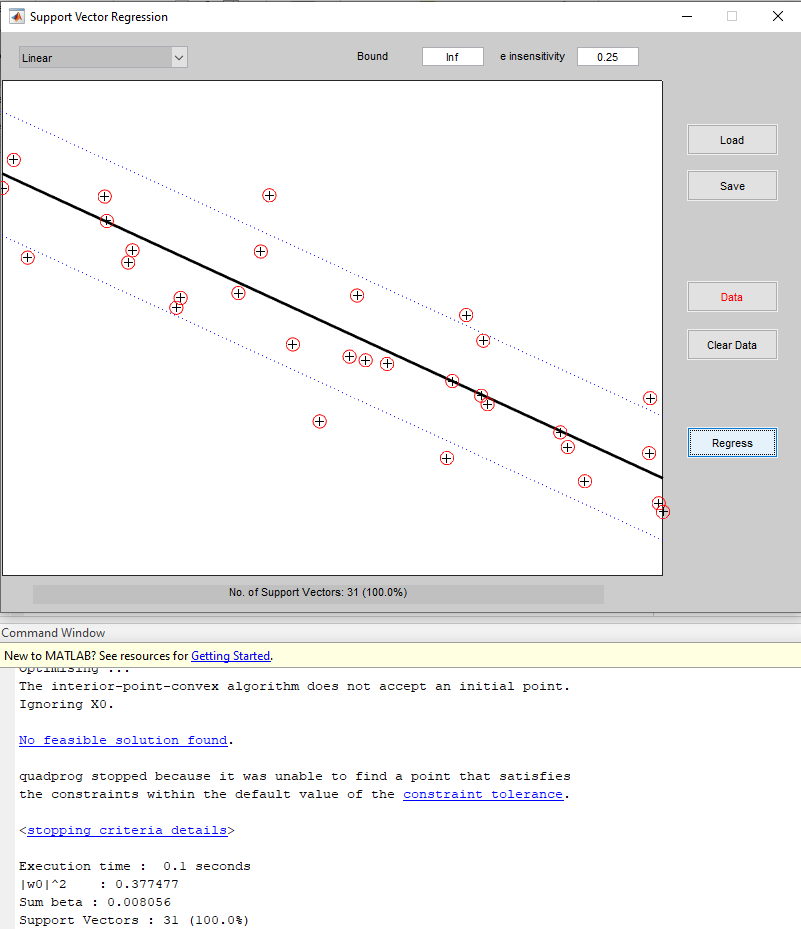 Support Vector Regression
Linear
Bound Inf e insensitivity 0.25
Load
Save
Data
Clear Data
Regress
No. of Support Vectors: 31 (100.0%)
Command Window
New to MATLAB? See resources for Getting Started.
Optimising ...
The interior-point-convex algorithm does not accept an initial point.
Ignoring X0.
No feasible solution found.
quadprog stopped because it was unable to find a point that satisfies
the constraints within the default value of the constraint tolerance.
<stopping criteria details>
Execution time :  0.1 seconds
|w0|^2    : 0.377477
Sum beta : 0.008056
Support Vectors : 31 (100.0%)